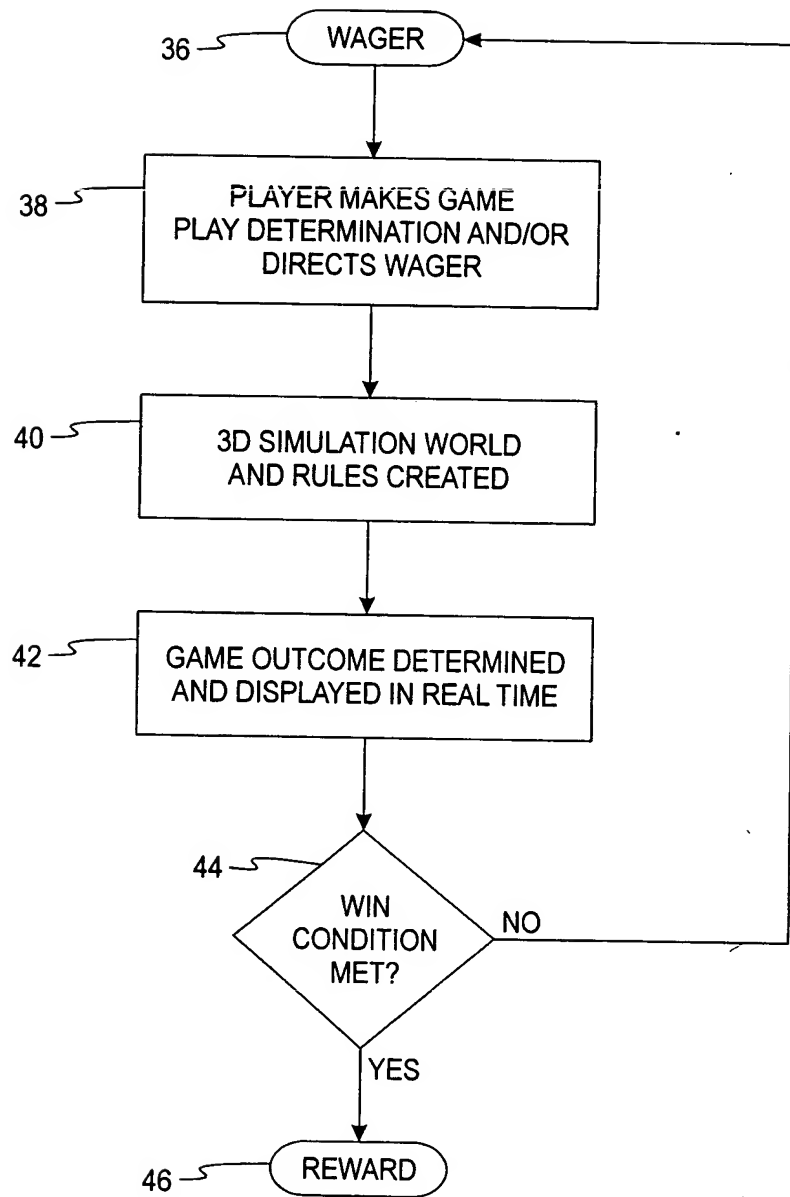 36
WAGER
38
PLAYER MAKES GAME
PLAY DETERMINATION AND/OR
DIRECTS WAGER
40
3D SIMULATION WORLD
AND RULES CREATED
42
GAME OUTCOME DETERMINED
AND DISPLAYED IN REAL TIME
44
WIN
CONDITION
MET?
NO
YES
46
REWARD